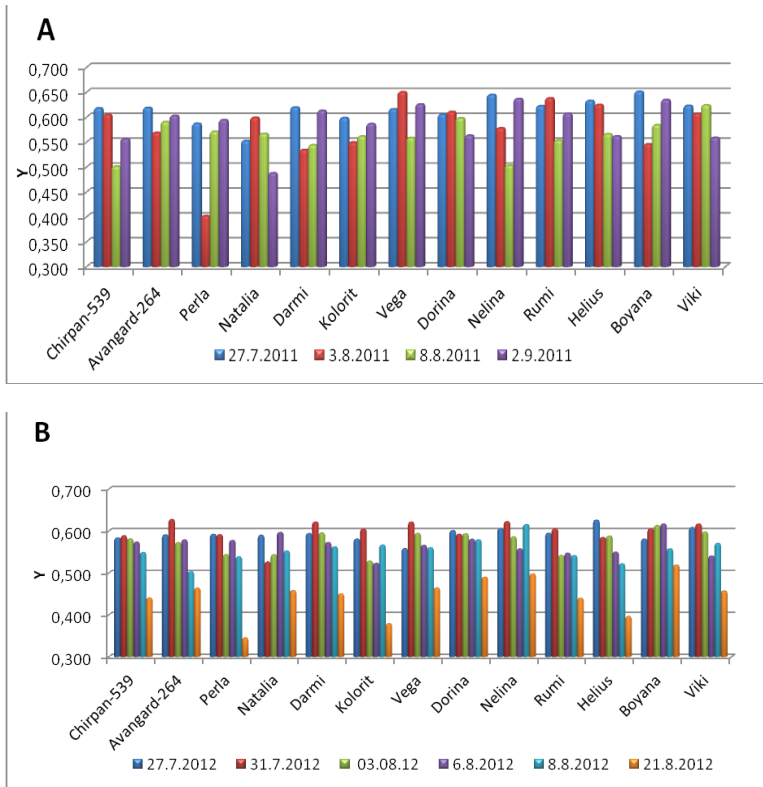 A
0,700
0,650
0,600
0,550
0,500
0,450
0,400
0,350
0,300
Y
Chirpan-539
Avangard-264
Perla
Natalia
Darmi
Kolorit
Vega
Dorina
Nelina
Rumi
Helius
Boyana
Viki
27.7.2011 3.8.2011 8.8.2011 2.9.2011
B
0,700
0,600
0,500
0,400
0,300
Y
Chirpan-539
Avangard-264
Perla
Natalia
Darmi
Kolorit
Vega
Dorina
Nelina
Rumi
Helius
Boyana
Viki
27.7.2012 31.7.2012 03.08.12 6.8.2012 8.8.2012 21.8.2012